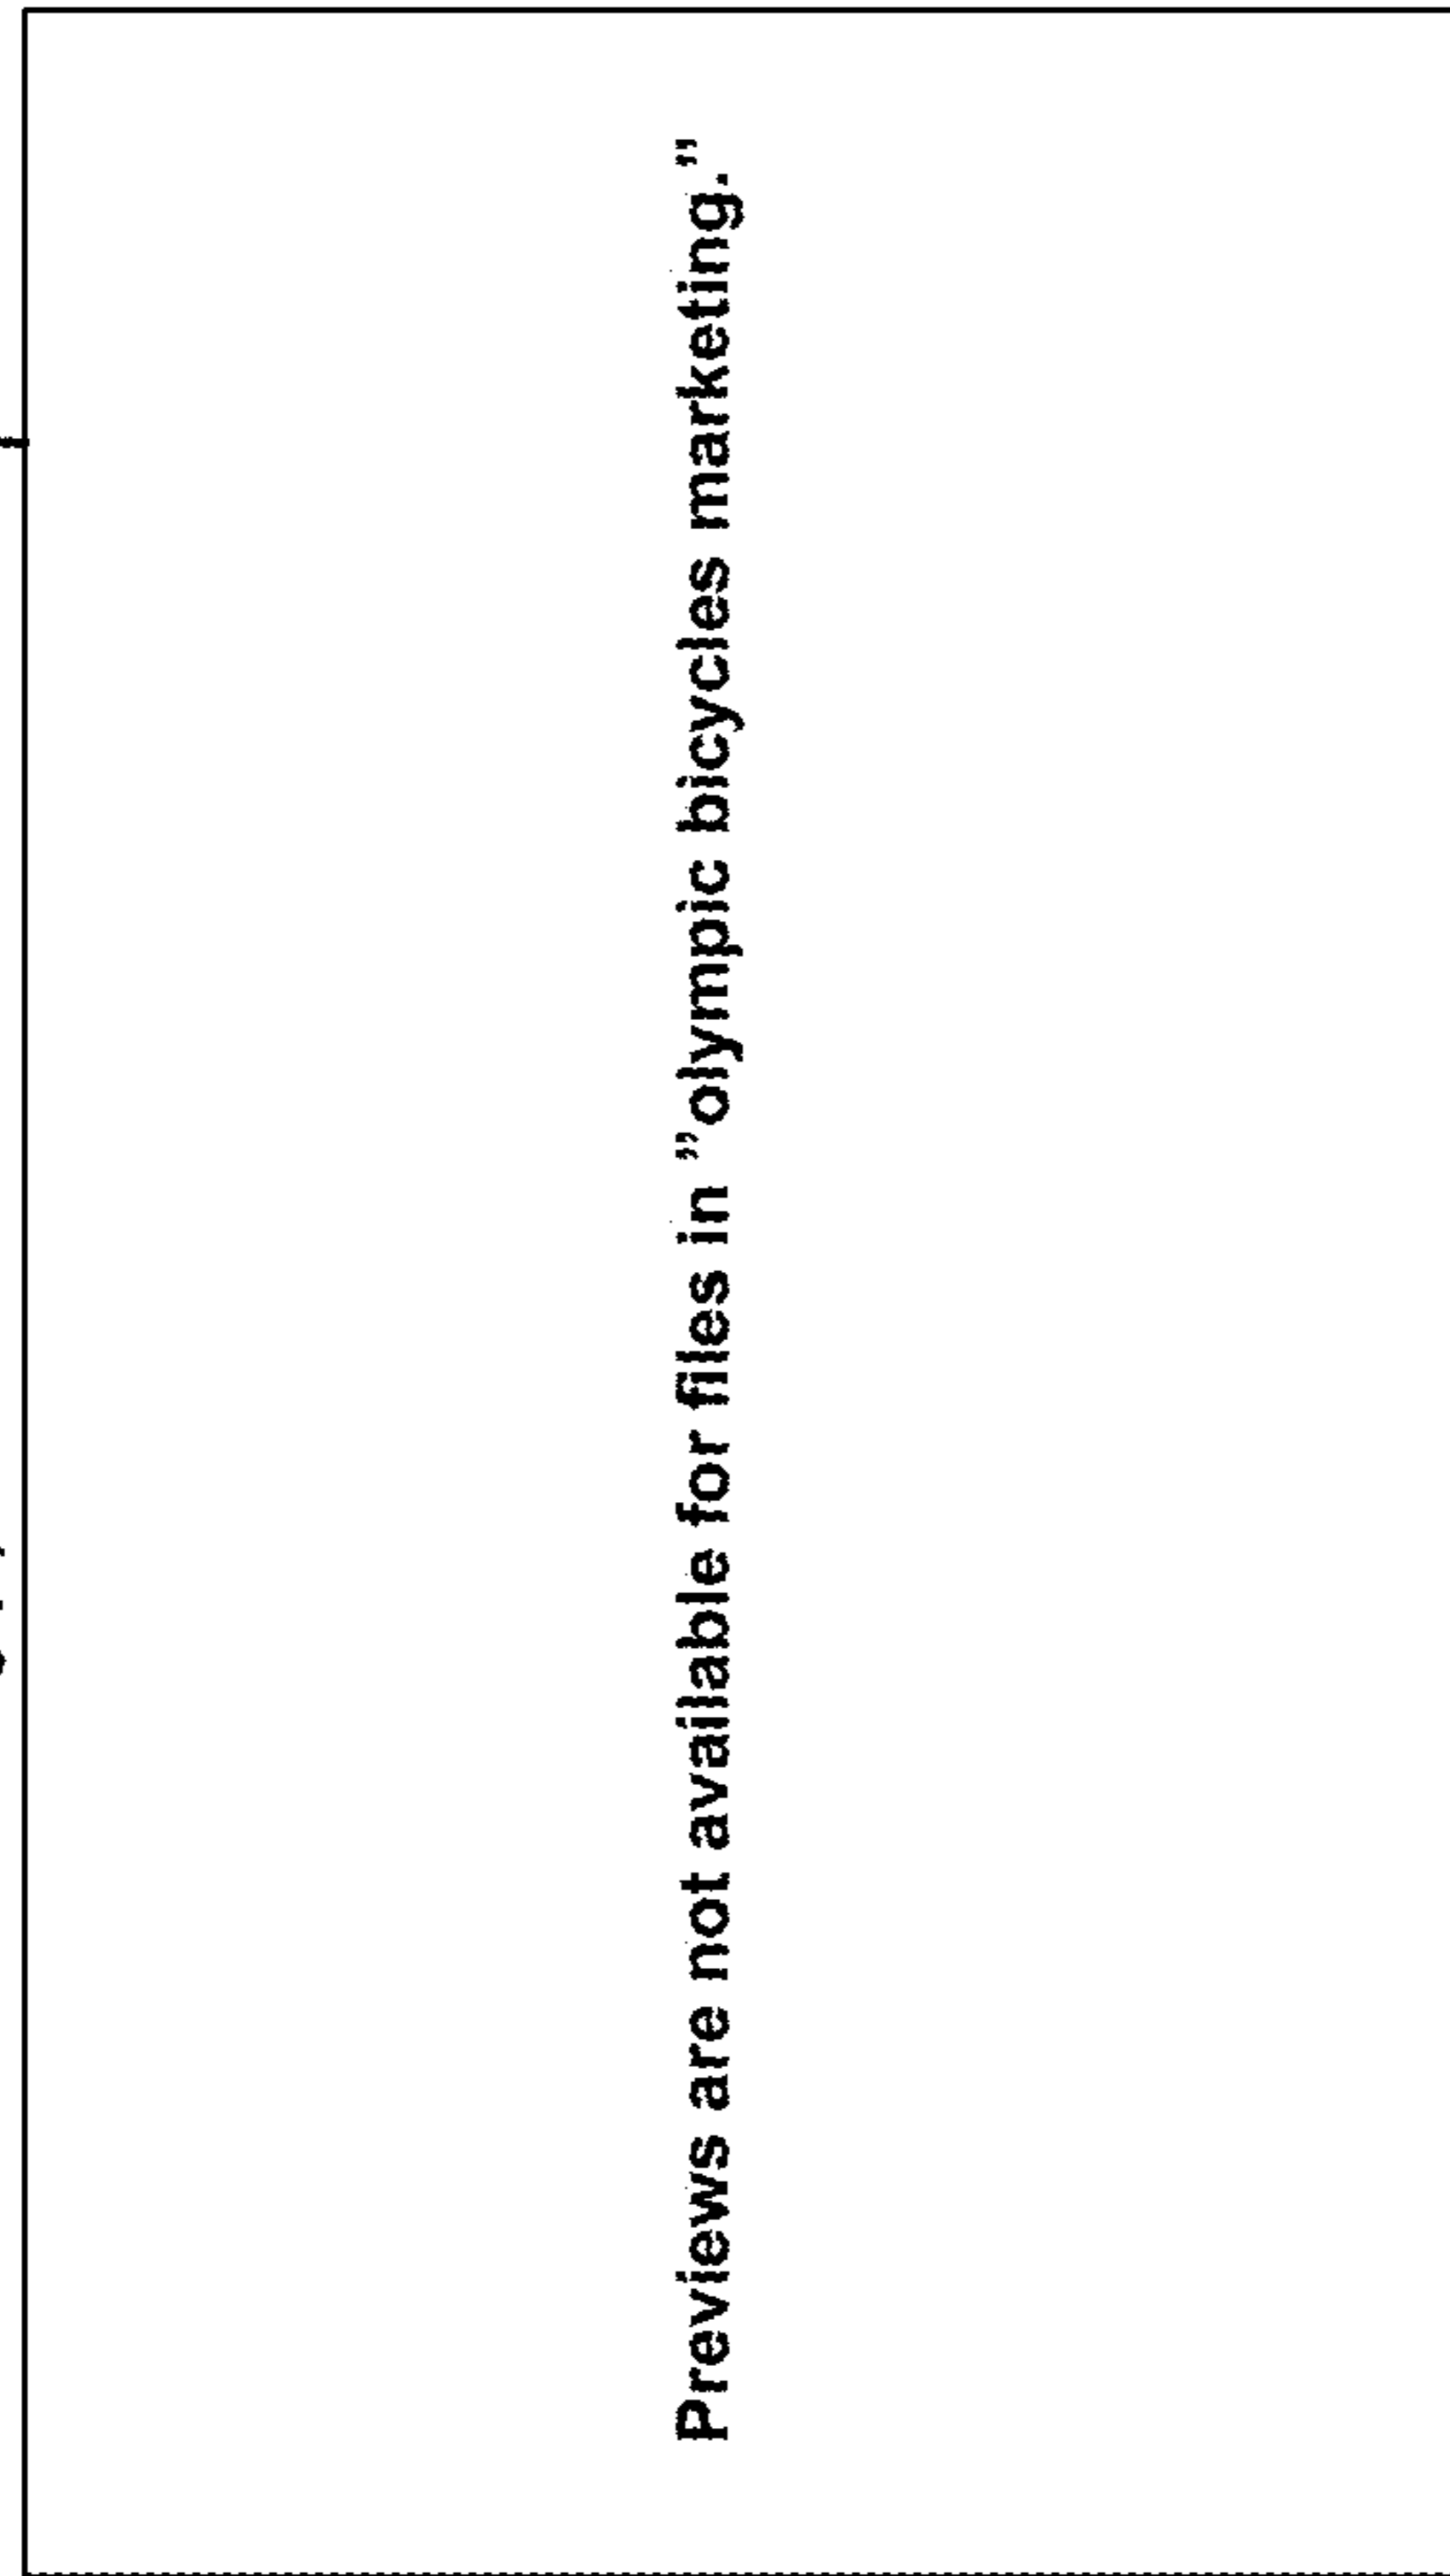 Previews are not available for files in ”olympic bicycles marketing.”